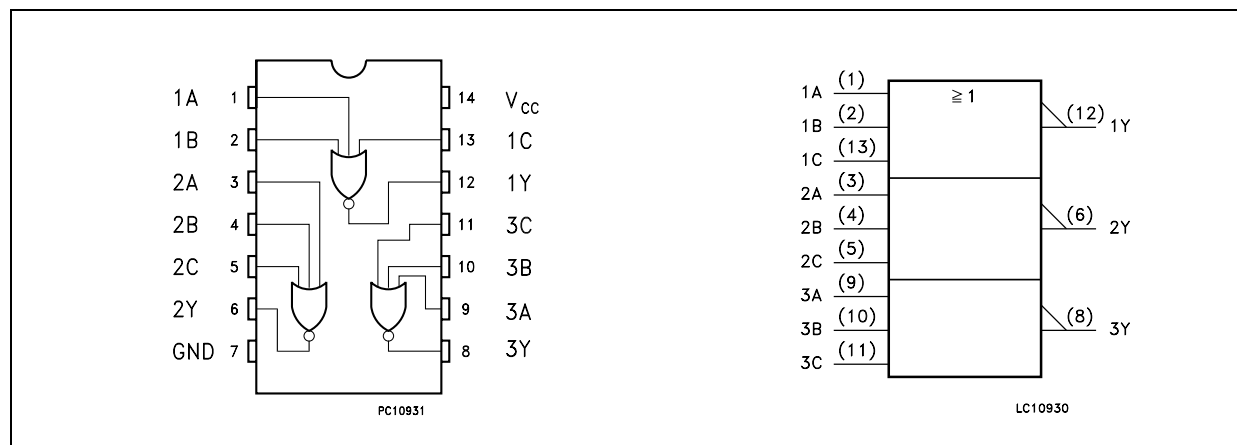 1A 1 14 VCC
1B 2 13 1C
2A 3 12 1Y
2B 4 11 3C
2C 5 10 3B
2Y 6 9 3A
GND 7 8 3Y
PC10931
≧ 1
1A (1)
1B (2)
1C (13)
2A (3)
2B (4)
2C (5)
3A (9)
3B (10)
3C (11)
(12) 1Y
(6) 2Y
(8) 3Y
LC10930